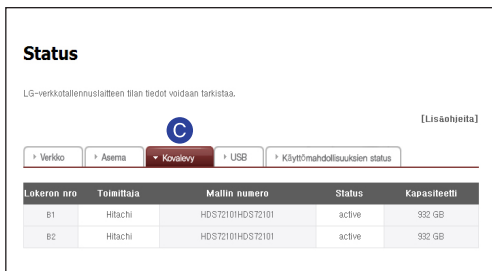 Status
LG-verkkotallennuslaitteen tilan tiedot voidaan tarkistaa.
[Lisäohjeita]
C
Verkko Asema Kovalevy USB Käyttömahdollisuuksien status
Lokeron nro Toimittaja Mallin numero Status Kapasiteetti
B1 Hitachi HDS72101HDS72101 active 932 GB
B2 Hitachi HDS72101HDS72101 active 932 GB